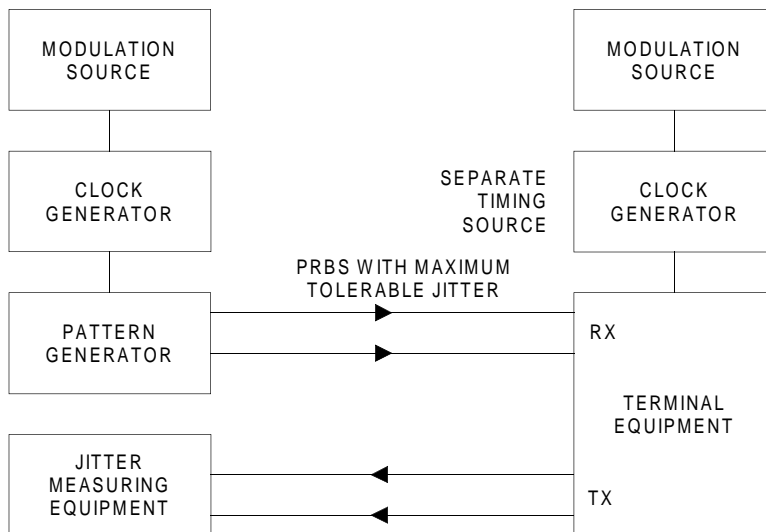 MODULATION
SOURCE
MODULATION
SOURCE
CLOCK
GENERATOR
SEPARATE
TIMING
SOURCE
CLOCK
GENERATOR
PRBS WITH MAXIMUM
TOLERABLE JITTER
PATTERN
GENERATOR
RX
TERMINAL
EQUIPMENT
JITTER
MEASURING
EQUIPMENT
TX